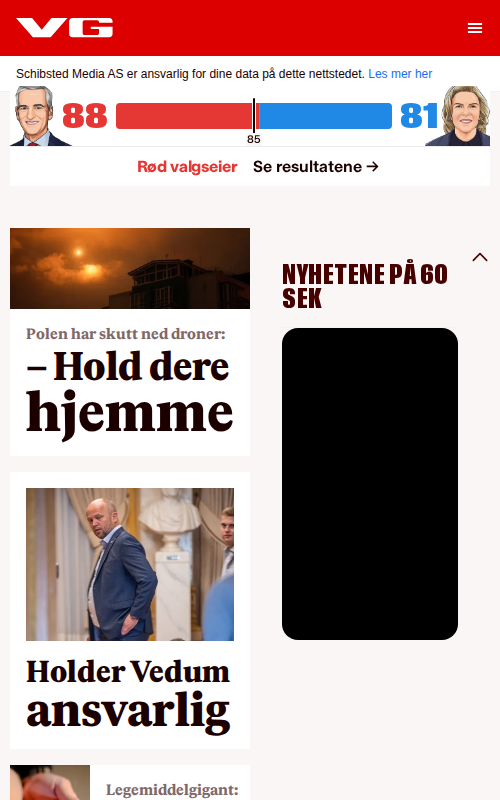 VG
Schibsted Media AS er ansvarlig for dine data på dette nettstedet. Les mer her
88
81
85
Rød valgseier
Se resultatene →
Polen har skutt ned droner:
– Hold dere
hjemme
NYHETENE PÅ 60
SEK
Holder Vedum
ansvarlig
Legemiddelgigant: